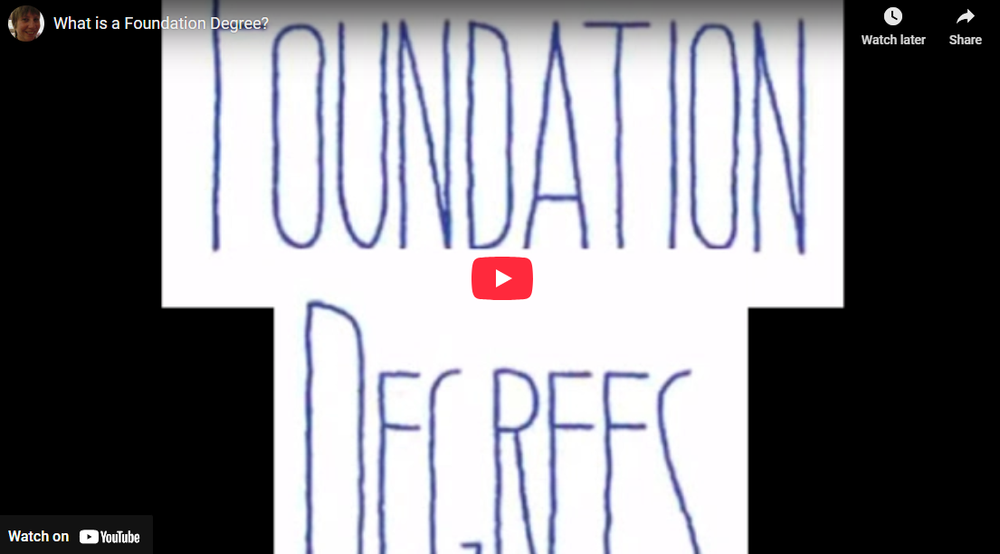 What is a Foundation Degree?
Watch later
Share
FOUNDATION
DEGREES
Watch on YouTube